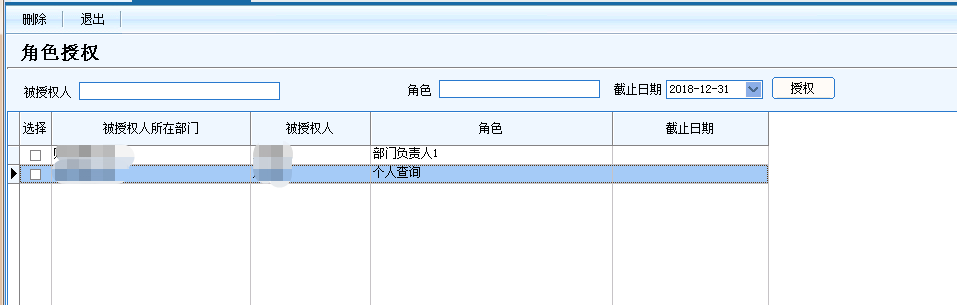 删除 退出
角色授权
被授权人 角色 截止日期 2018-12-31 授权
选择 被授权人所在部门 被授权人 角色 截止日期
部门负责人1
个人查询